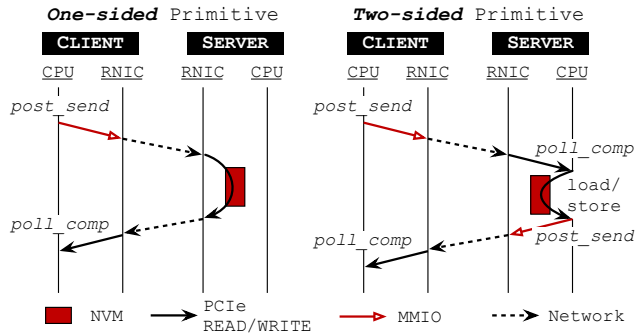 One-sided Primitive
Two-sided Primitive
CLIENT SERVER
CLIENT SERVER
CPU RNIC RNIC CPU
CPU RNIC RNIC CPU
post_send
post_send
poll_comp
load/
store
poll_comp
post_send
poll_comp
NVM
PCIe
READ/WRITE
MMIO
Network